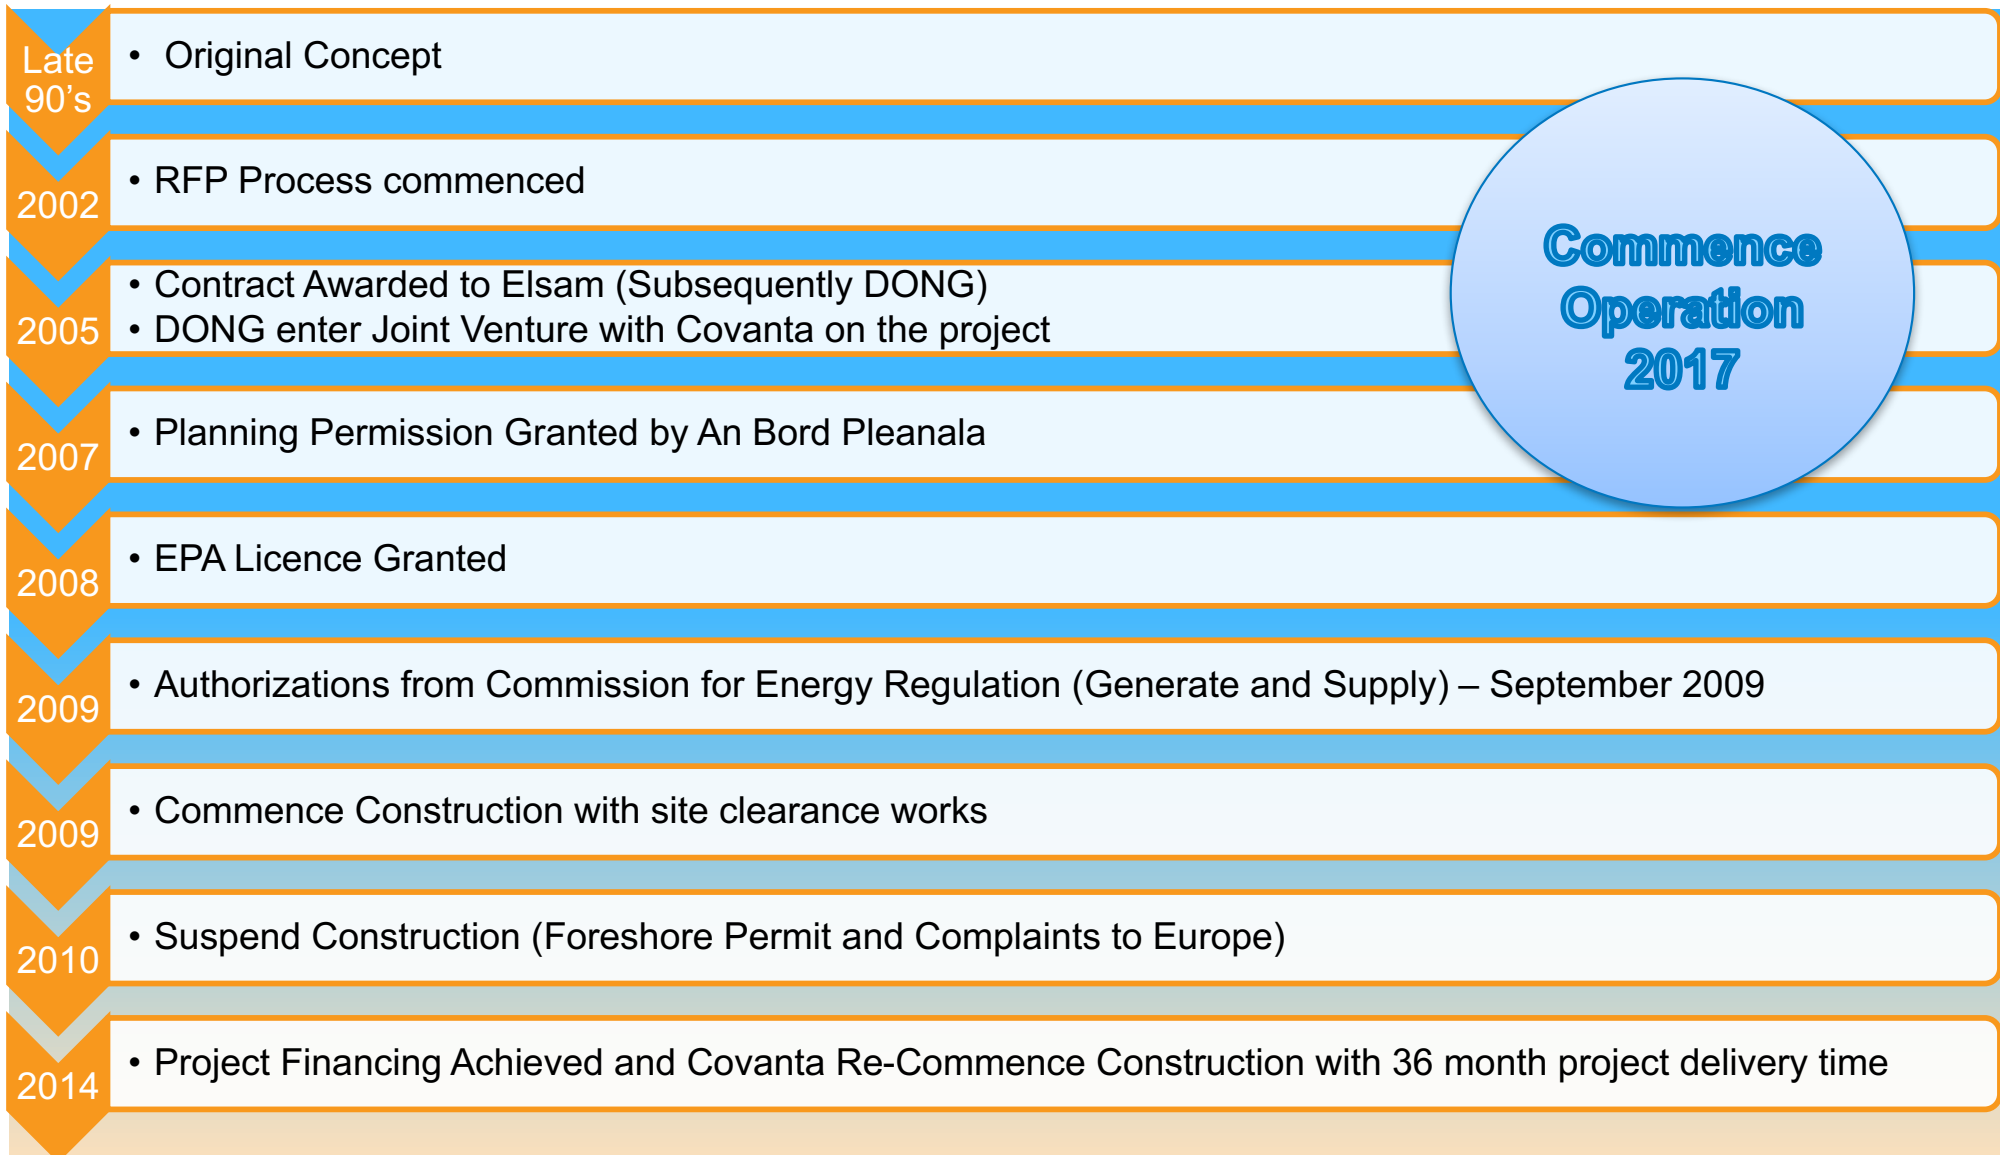 Late
90's
• Original Concept
2002
• RFP Process commenced
2005
• Contract Awarded to Elsam (Subsequently DONG)
• DONG enter Joint Venture with Covanta on the project
2007
• Planning Permission Granted by An Bord Pleanala
2008
• EPA Licence Granted
2009
• Authorizations from Commission for Energy Regulation (Generate and Supply) – September 2009
2009
• Commence Construction with site clearance works
2010
• Suspend Construction (Foreshore Permit and Complaints to Europe)
2014
• Project Financing Achieved and Covanta Re-Commence Construction with 36 month project delivery time
Commence
Operation
2017